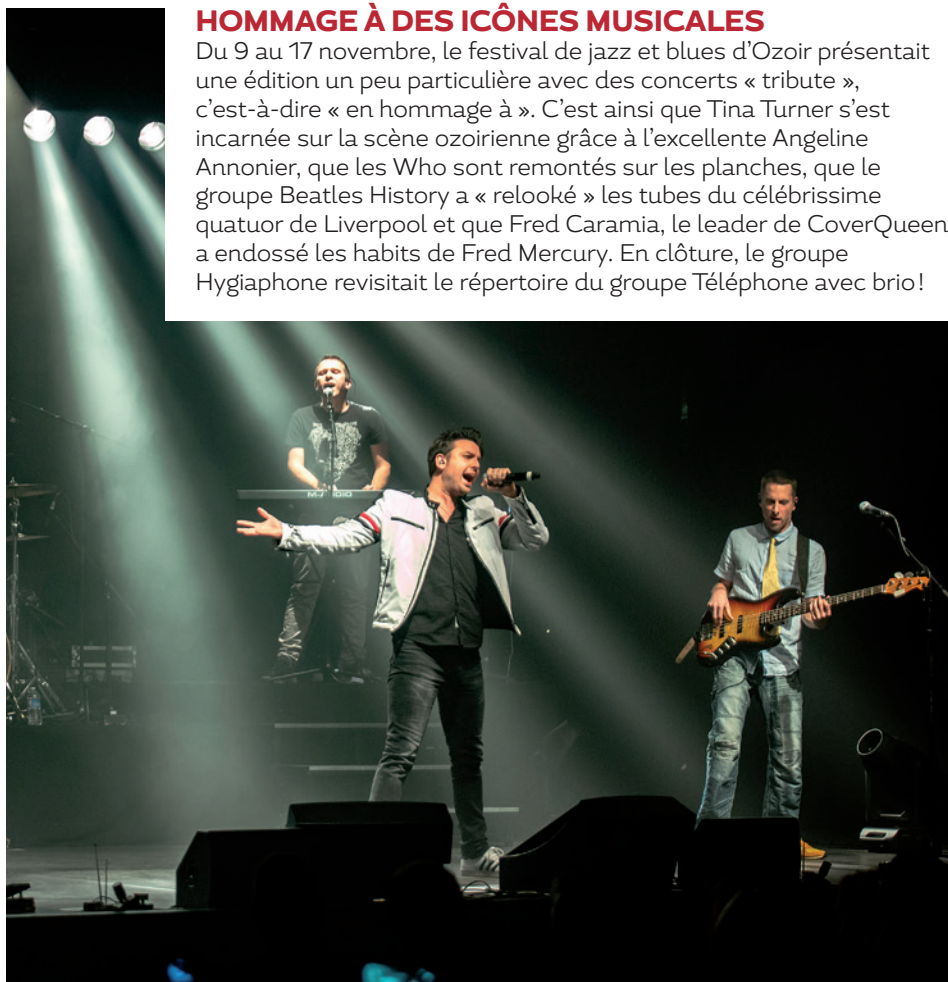 HOMMAGE À DES ICÔNES MUSICALES
Du 9 au 17 novembre, le festival de jazz et blues d’Ozoir présentait
une édition un peu particulière avec des concerts « tribute »,
c’est-à-dire « en hommage à ». C’est ainsi que Tina Turner s’est
incarnée sur la scène ozoirienne grâce à l’excellente Angeline
Annonier, que les Who sont remontés sur les planches, que le
groupe Beatles History a « relooké » les tubes du célébrissime
quatuor de Liverpool et que Fred Caramia, le leader de CoverQueen
a endossé les habits de Fred Mercury. En clôture, le groupe
Hygiaphone revisitait le répertoire du groupe Téléphone avec brio !